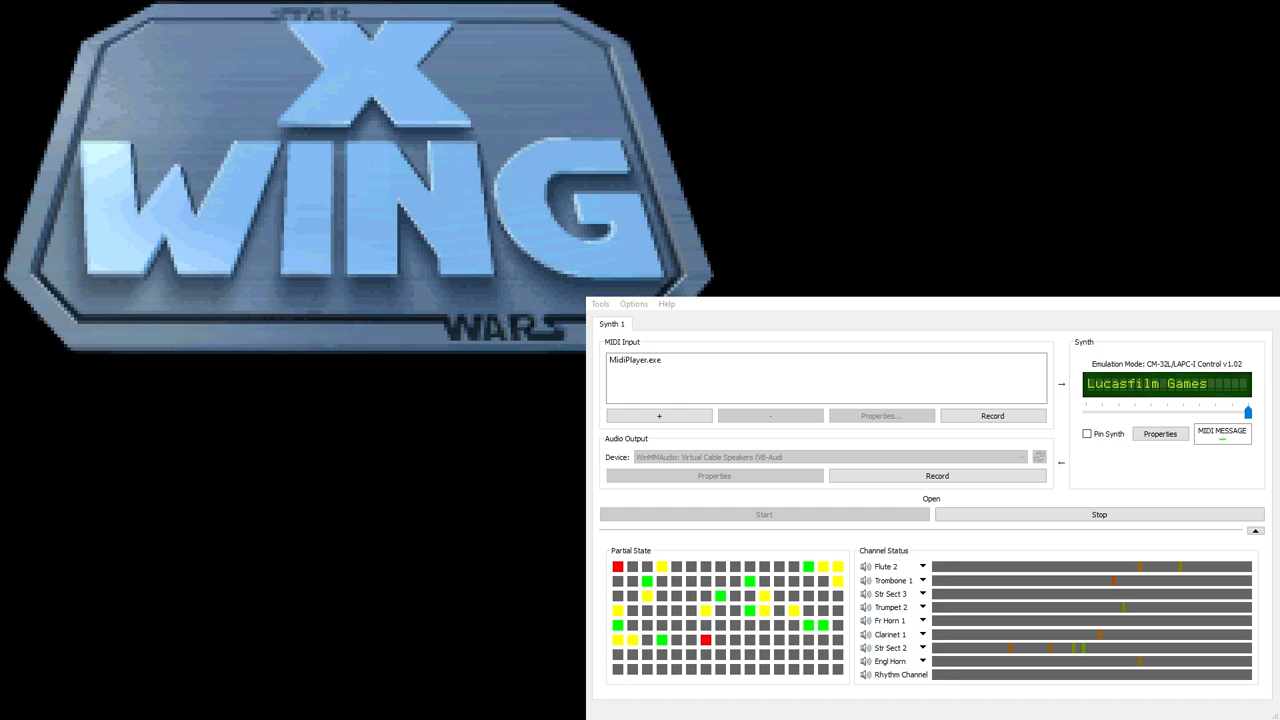 STAR
X
WING
WARS
Tools Options Help
Synth 1
MIDI Input
MidiPlayer.exe
+ - Properties... Record
Audio Output
Device: WinMMAudio: Virtual Cable Speakers (VB-Audi
Properties Record
Synth
Emulation Mode: CM-32L/LAPC-I Control v1.02
Lucasfilm Games
Pin Synth Properties MIDI MESSAGE
Open
Start Stop
Partial State
Channel Status
Flute 2
Trombone 1
Str Sect 3
Trumpet 2
Fr Horn 1
Clarinet 1
Str Sect 2
Engl Horn
Rhythm Channel